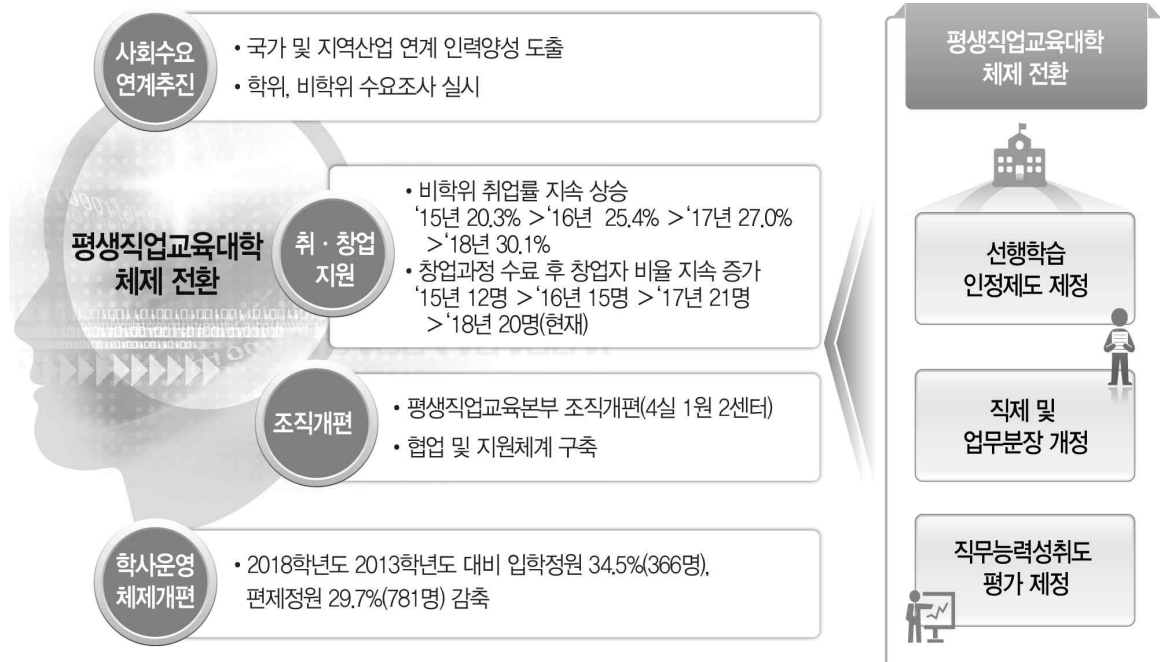 사회수요
연계추진
• 국가 및 지역산업 연계 인력양성 도출
• 학위, 비학위 수요조사 실시
평생직업교육대학
체제 전환
취 · 창업
지원
• 비학위 취업률 지속 상승
‘15년 20.3% >‘16년 25.4% >‘17년 27.0%
>‘18년 30.1%
• 창업과정 수료 후 창업자 비율 지속 증가
‘15년 12명 >‘16년 15명 >‘17년 21명
>‘18년 20명(현재)
조직개편
• 평생직업교육본부 조직개편(4실 1원 2센터)
• 협업 및 지원체계 구축
학사운영
체제개편
• 2018학년도 2013학년도 대비 입학정원 34.5%(366명),
편제정원 29.7%(781명) 감축
평생직업교육대학
체제 전환
선행학습
인정제도 제정
직제 및
업무분장 개정
직무능력성취도
평가 제정